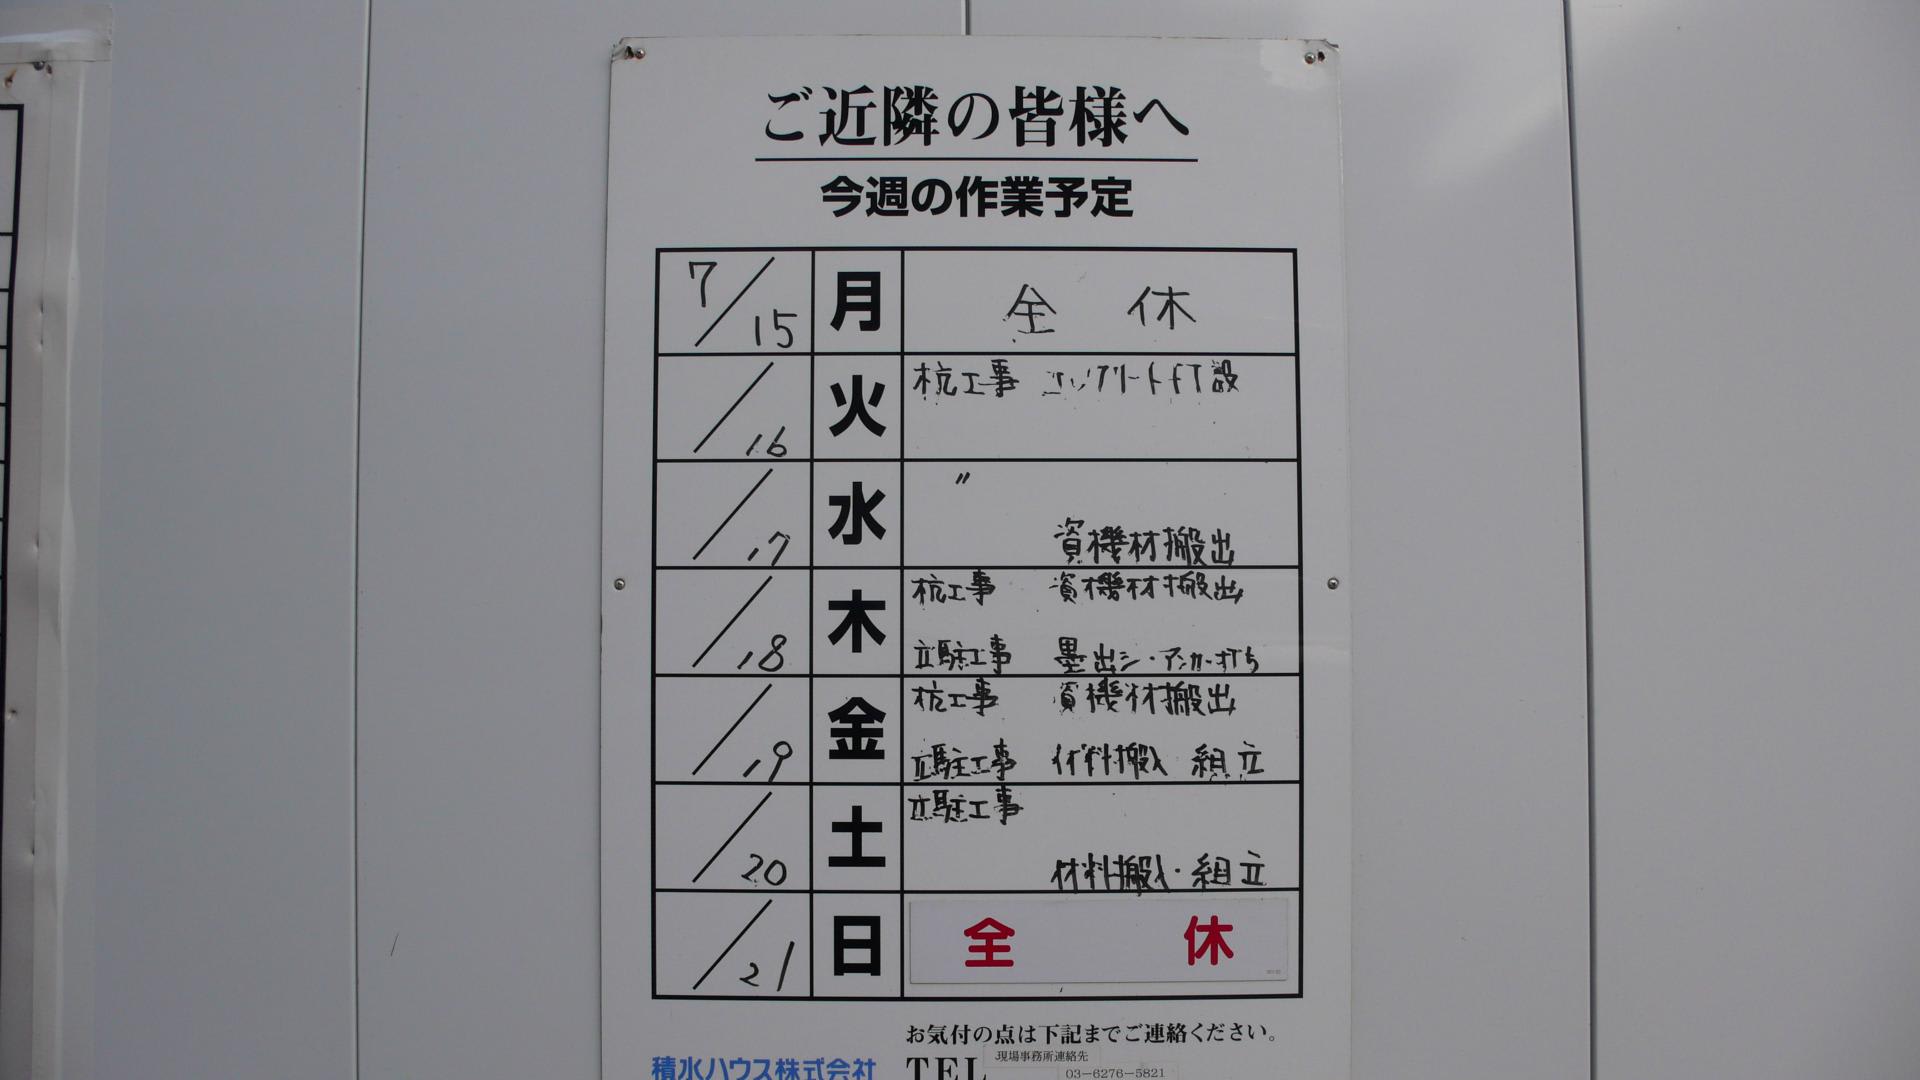 ご近隣の皆様へ
今週の作業予定
7/15 月 全 休
/16 火 杭工事 コンクリート打設
/17 水 〃
資機材搬出
/18 木 杭工事 資機材搬出
立駐工事 墨出シ・アンカー打ち
/19 金 杭工事 資機材搬出
立駐工事 材料搬入 組立
/20 土 立駐工事
材料搬入・組立
/21 日 全 休
お気付の点は下記までご連絡ください。
積水ハウス株式会社 TEL 現場事務所連絡先
03-6276-5821